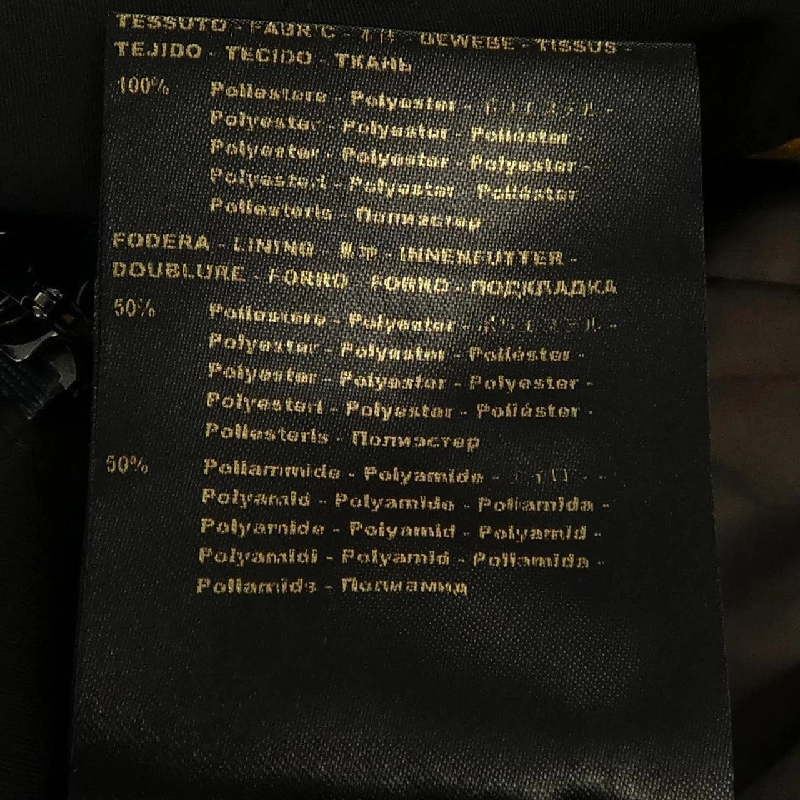 TESSUTO - FABRIC - GEWEBE - TISSUS -
TEJIDO - TECIDO - ТКАНЬ
100% Poliestere - Polyester -
Polyester - Polyester - Poliéster -
Polyester - Polyester - Polyester -
Polyesteri - Polyester - Poliéster
Poliesteris - Полиэстер
FODERA - LINING - INNENFUTTER -
DOUBLURE - FORRO - FORRO - ПОДКЛАДКА
50% Poliestere - Polyester -
Polyester - Polyester - Poliéster -
Polyester - Polyester - Polyester -
Polyesteri - Polyester - Poliéster -
Poliesteris - Полиэстер
50% Poliammide - Polyamide -
Polyamid - Polyamide - Poliamida -
Polyamide - Polyamid - Polyamid -
Polyamidi - Polyamid - Poliamida -
Poliamids - Полиамид